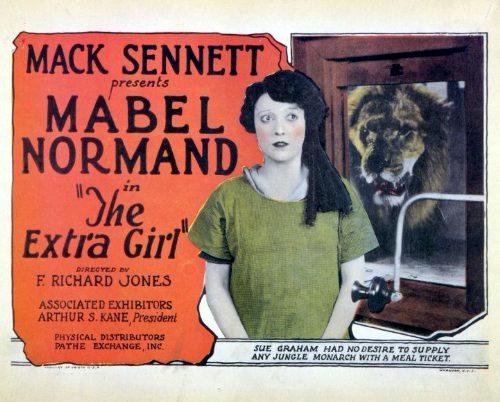 MACK SENNETT
presents
MABEL
NORMAND
in
"The
Extra Girl"
DIRECTED BY
F. RICHARD JONES
ASSOCIATED EXHIBITORS
ARTHUR S. KANE, President
PHYSICAL DISTRIBUTORS
PATHE EXCHANGE, INC.
SUE GRAHAM HAD NO DESIRE TO SUPPLY
ANY JUNGLE MONARCH WITH A MEAL TICKET.